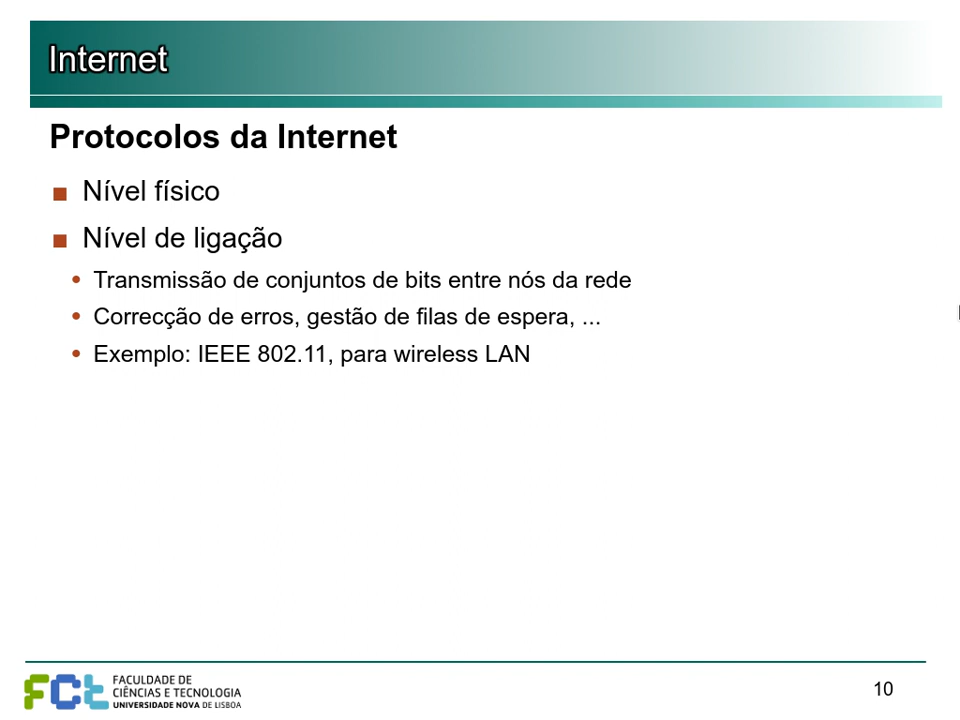 Internet
Protocolos da Internet
Nível físico
Nível de ligação
Transmissão de conjuntos de bits entre nós da rede
Correcção de erros, gestão de filas de espera, ...
Exemplo: IEEE 802.11, para wireless LAN
FCt
FACULDADE DE
CIÊNCIAS E TECNOLOGIA
UNIVERSIDADE NOVA DE LISBOA
10